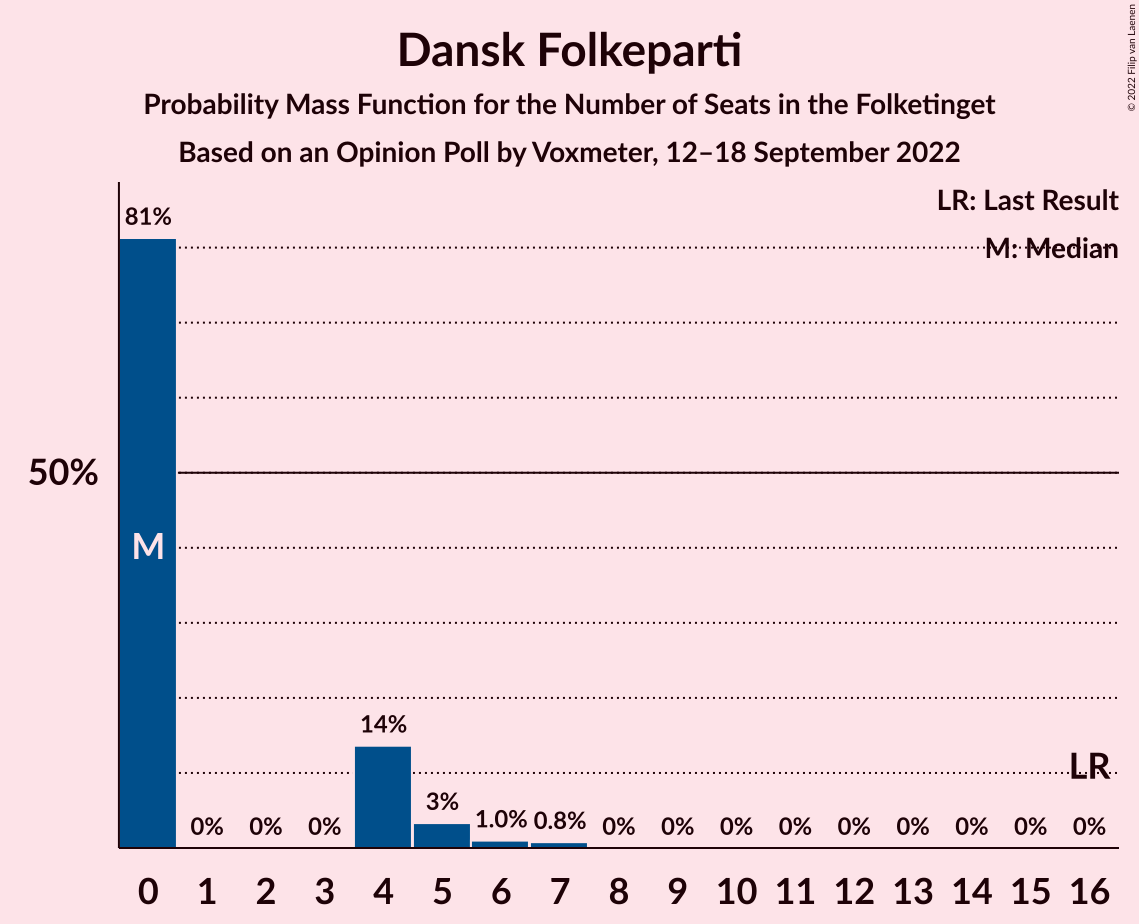 Dansk Folkeparti
Probability Mass Function for the Number of Seats in the Folketinget
Based on an Opinion Poll by Voxmeter, 12–18 September 2022
© 2022 Filip van Laenen
LR: Last Result
M: Median
81%
50%
M
14%
LR
3%
1.0%
0.8%
0% 0% 0% 0% 0% 0% 0% 0% 0% 0% 0% 0%
0 1 2 3 4 5 6 7 8 9 10 11 12 13 14 15 16